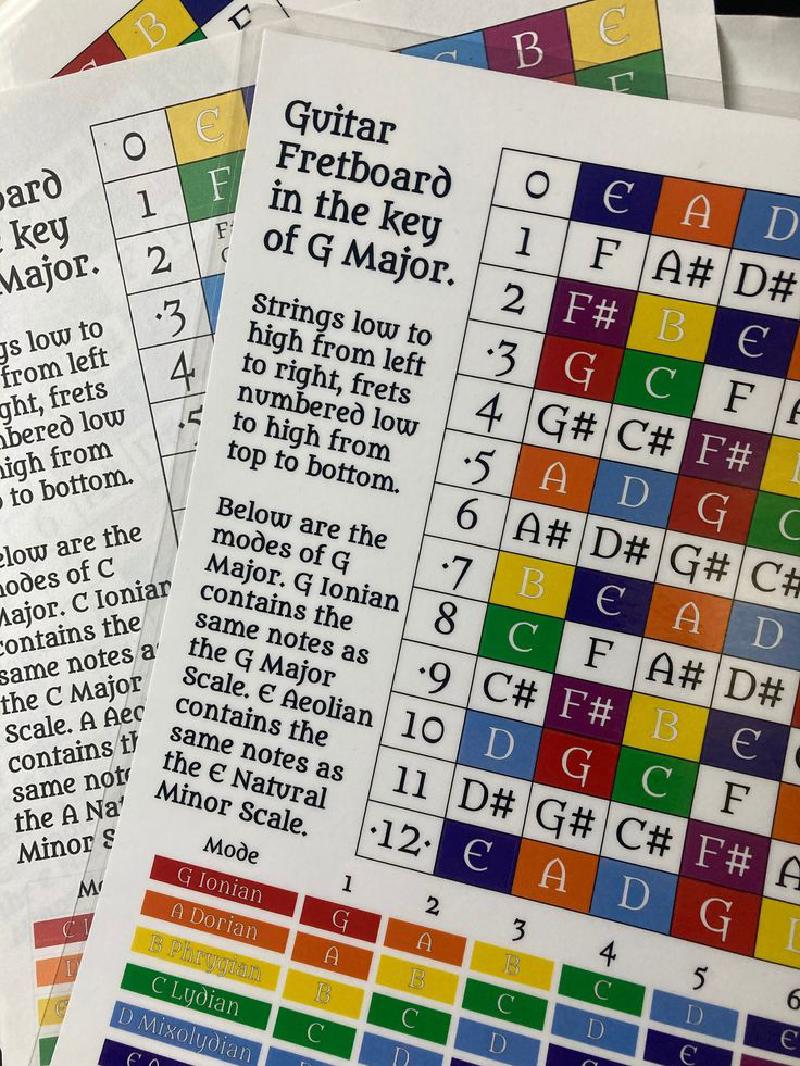 B
B E
F
oard
key
Major.
gs low to
from left
ght, frets
mbered low
high from
to bottom.
elow are the
modes of C
Major. C Ionian
contains the
same notes as
the C Major
Scale. A Aeo
contains th
same note
the A Nat
Minor S
0 E
1 F
2
·3
4
·5
Guitar
Fretboard
in the key
of G Major.
Strings low to
high from left
to right, frets
numbered low
to high from
top to bottom.
Below are the
modes of G
Major. G Ionian
contains the
same notes as
the G Major
Scale. E Aeolian
contains the
same notes as
the E Natural
Minor Scale.
0 E A D
1 F A# D#
2 F# B E
·3 G C F
4 G# C# F#
·5 A D G C
6 A# D# G# C#
·7 B E A D
8 C F A# D#
·9 C# F# B E
10 D G C F
11 D# G# C# F#
·12· E A D G
Mode 1 2 3 4 5 6
G Ionian G A B C D E
A Dorian A B C D E
B Phrygian B C D E
C Lydian C D
D Mixolydian